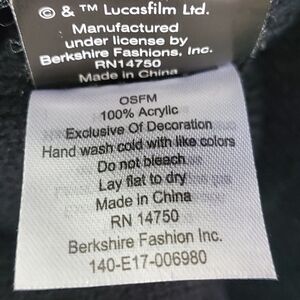 © & ™ Lucasfilm Ltd.
Manufactured
under license by
Berkshire Fashions, Inc.
RN14750
Made in China
OSFM
100% Acrylic
Exclusive Of Decoration
Hand wash cold with like colors
Do not bleach
Lay flat to dry
Made in China
RN 14750
Berkshire Fashion Inc.
140-E17-006980